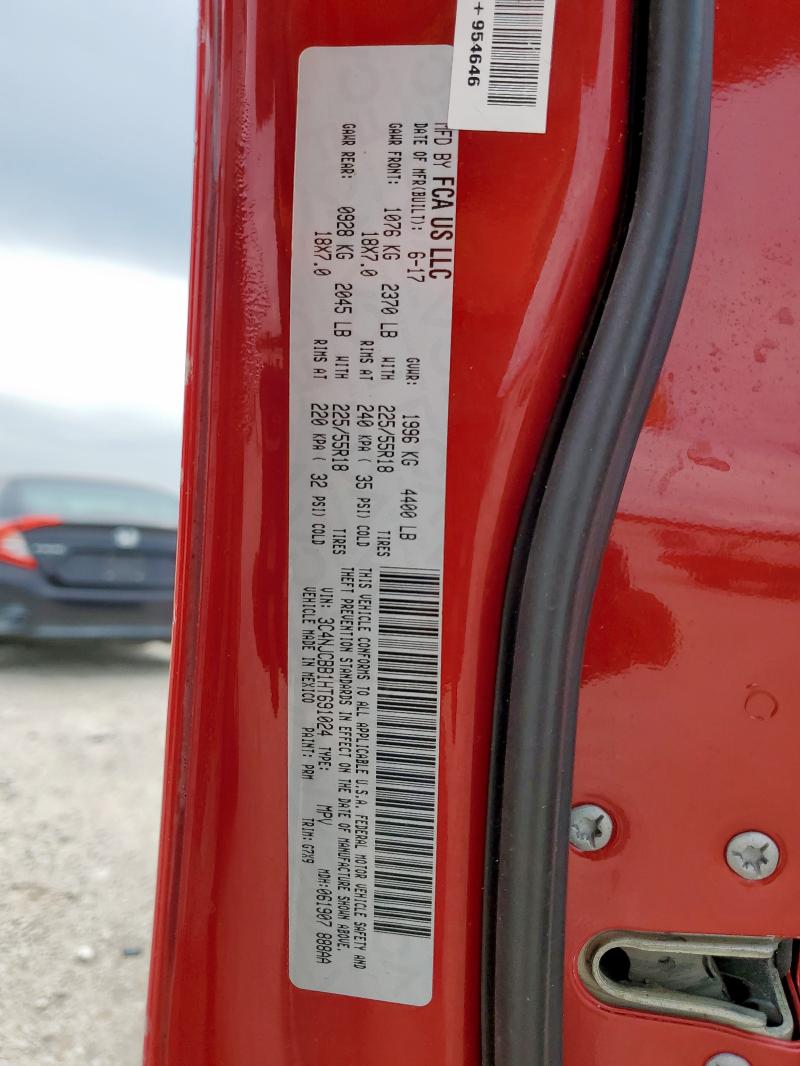 + 954646
MFD BY FCA US LLC
DATE OF MFR(BUILT): 6-17 GVWR: 1996 KG 4400 LB
GAWR FRONT: 1076 KG 2370 LB WITH 225/55R18 TIRES
18X7.0 RIMS AT 240 KPA( 35 PSI) COLD
GAWR REAR: 0928 KG 2045 LB WITH 225/55R18 TIRES
18X7.0 RIMS AT 220 KPA( 32 PSI) COLD
THIS VEHICLE CONFORMS TO ALL APPLICABLE U.S.A. FEDERAL MOTOR VEHICLE SAFETY AND
THEFT PREVENTION STANDARDS IN EFFECT ON THE DATE OF MANUFACTURE SHOWN ABOVE.
VIN: 3C4NJCBB1HT691024 TYPE: MPV MDH:061907 888AA
VEHICLE MADE IN MEXICO PAINT: PRM TRIM: G7X9